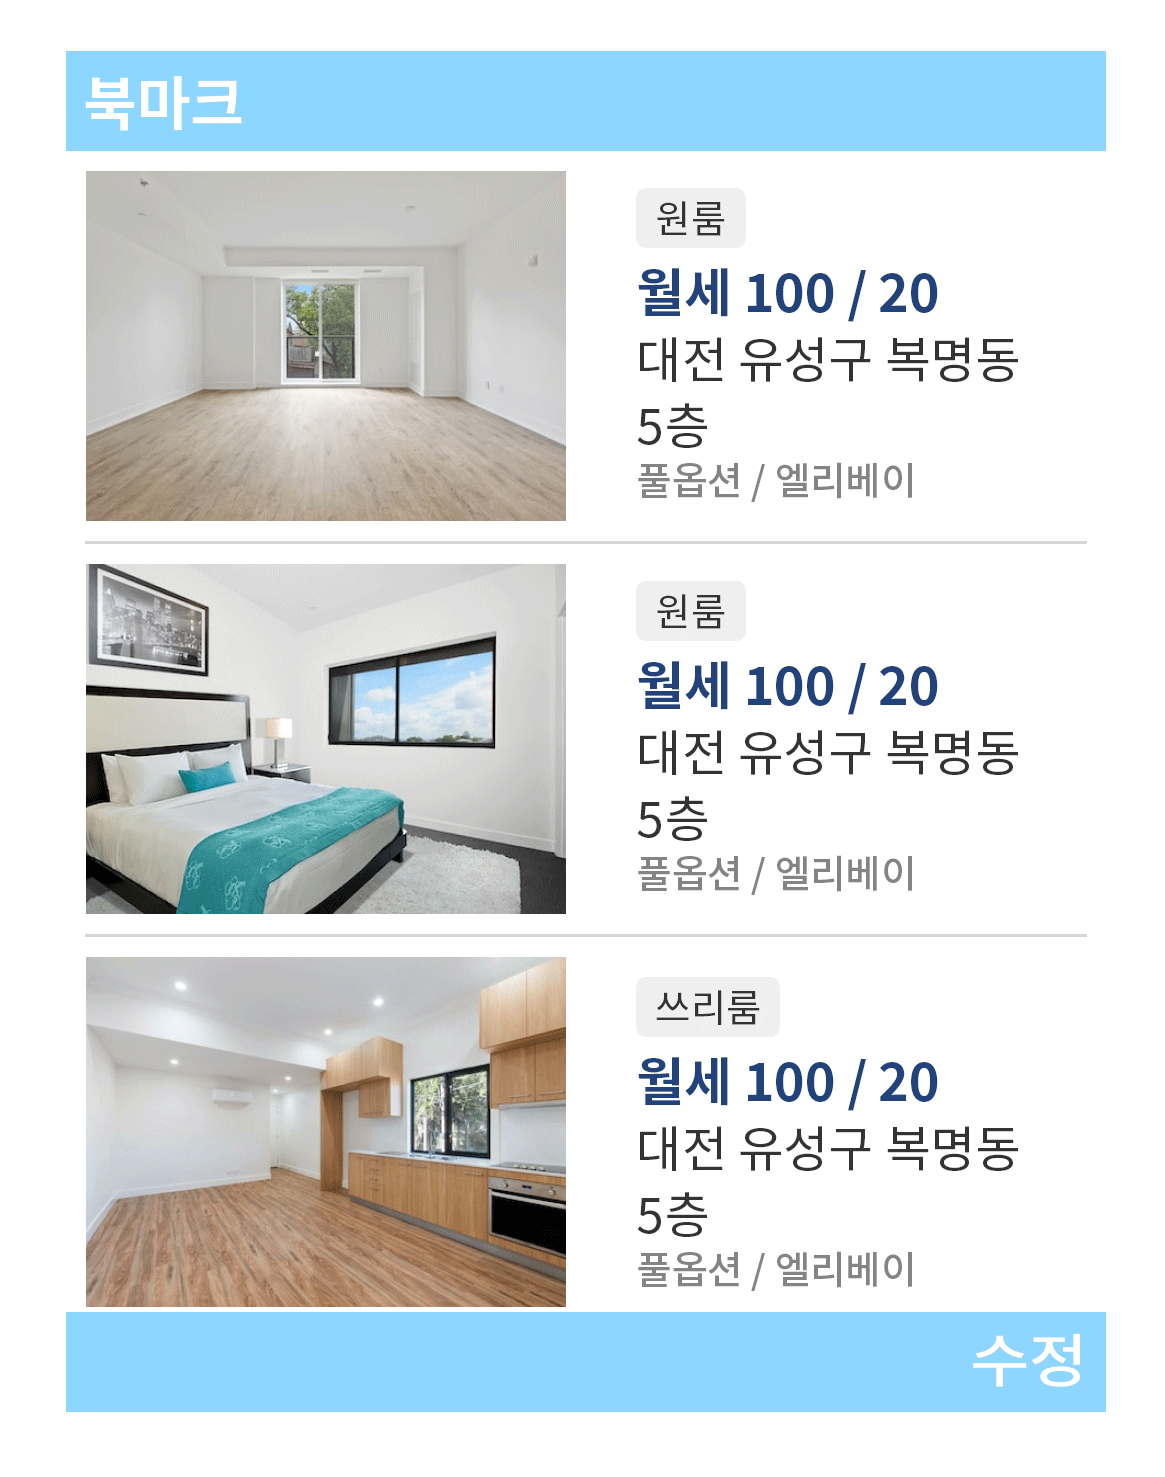 북마크
원룸
월세 100 / 20
대전 유성구 복명동
5층
풀옵션 / 엘리베이
원룸
월세 100 / 20
대전 유성구 복명동
5층
풀옵션 / 엘리베이
쓰리룸
월세 100 / 20
대전 유성구 복명동
5층
풀옵션 / 엘리베이
수정